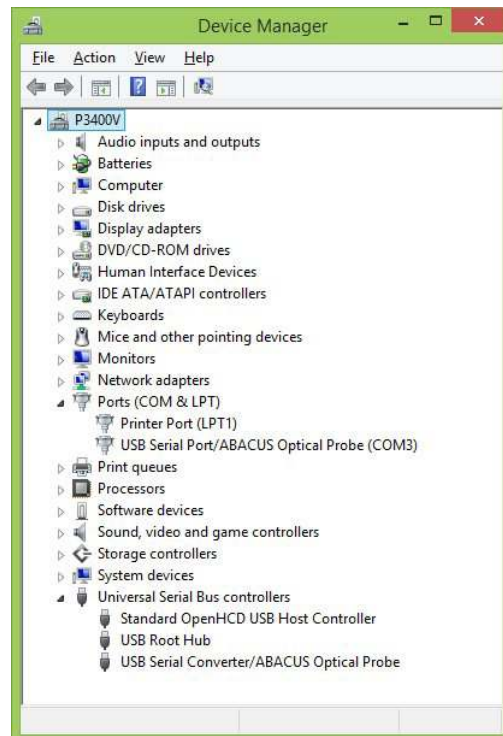 Device Manager
File Action View Help
P3400V
Audio inputs and outputs
Batteries
Computer
Disk drives
Display adapters
DVD/CD-ROM drives
Human Interface Devices
IDE ATA/ATAPI controllers
Keyboards
Mice and other pointing devices
Monitors
Network adapters
Ports (COM & LPT)
Printer Port (LPT1)
USB Serial Port/ABACUS Optical Probe (COM3)
Print queues
Processors
Software devices
Sound, video and game controllers
Storage controllers
System devices
Universal Serial Bus controllers
Standard OpenHCD USB Host Controller
USB Root Hub
USB Serial Converter/ABACUS Optical Probe